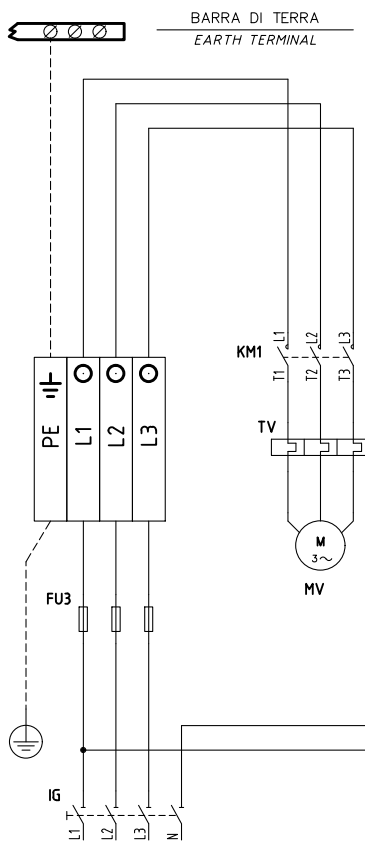 BARRA DI TERRA
EARTH TERMINAL
KM1
L1
L2
L3
T1
T2
T3
PE
L1
L2
L3
TV
M
3~
MV
FU3
IG
L1
L2
L3
N